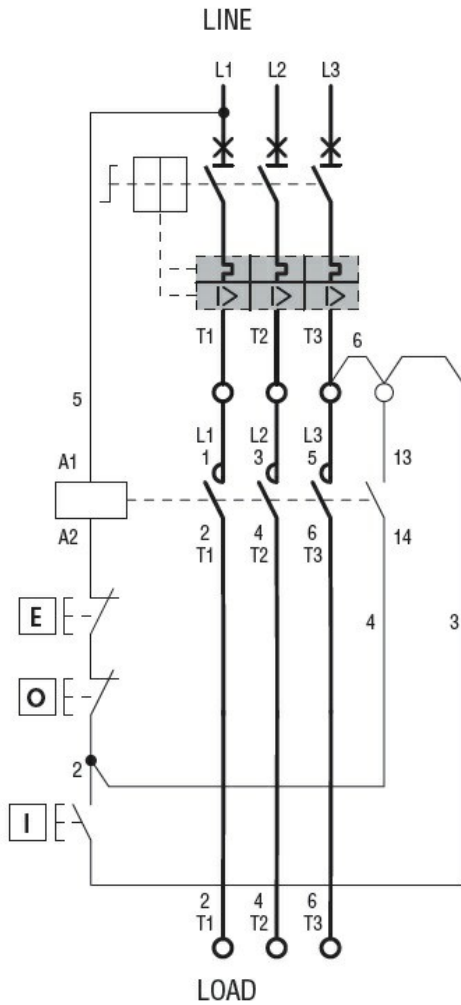 LINE
L1 L2 L3
T1 T2 T3 6
5
L1 L2 L3
1 3 5 13
A1
2 4 6 14
A2
T1 T2 T3
E
4 3
O
2
I
2 4 6
T1 T2 T3
LOAD